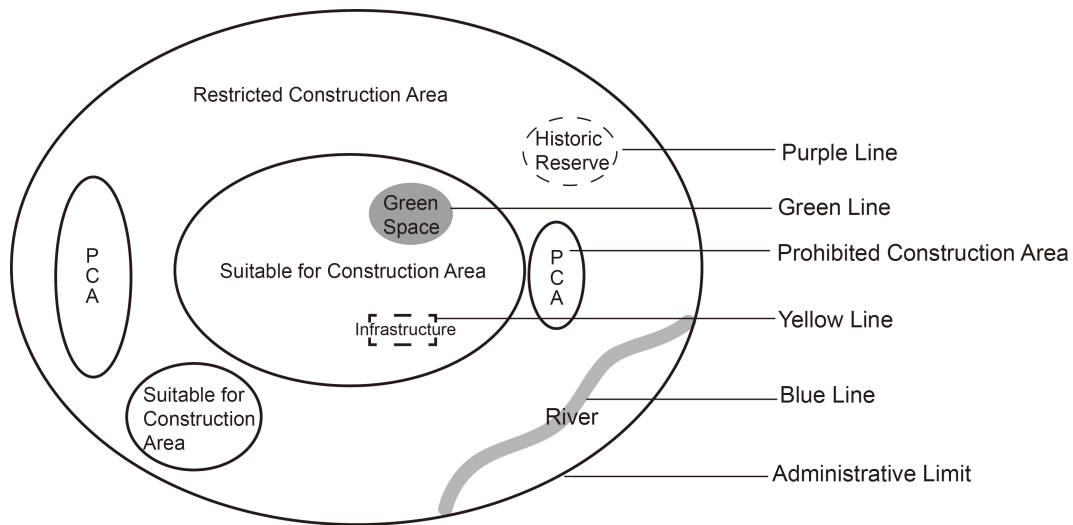 Restricted Construction Area
Historic
Reserve
Purple Line
Green
Space
Green Line
P
C
A
Suitable for Construction Area
P
C
A
Prohibited Construction Area
Infrastructure
Yellow Line
Suitable for
Construction
Area
River
Blue Line
Administrative Limit